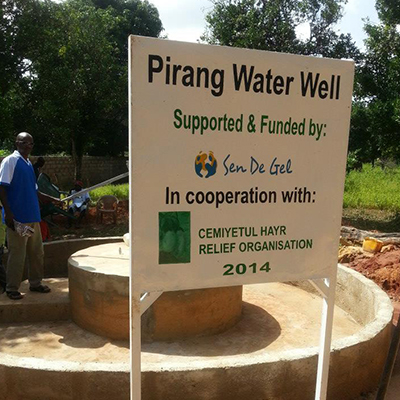 Pirang Water Well
Supported & Funded by:
Sen De Gel
In cooperation with:
CEMIYETUL HAYR
RELIEF ORGANISATION
2014